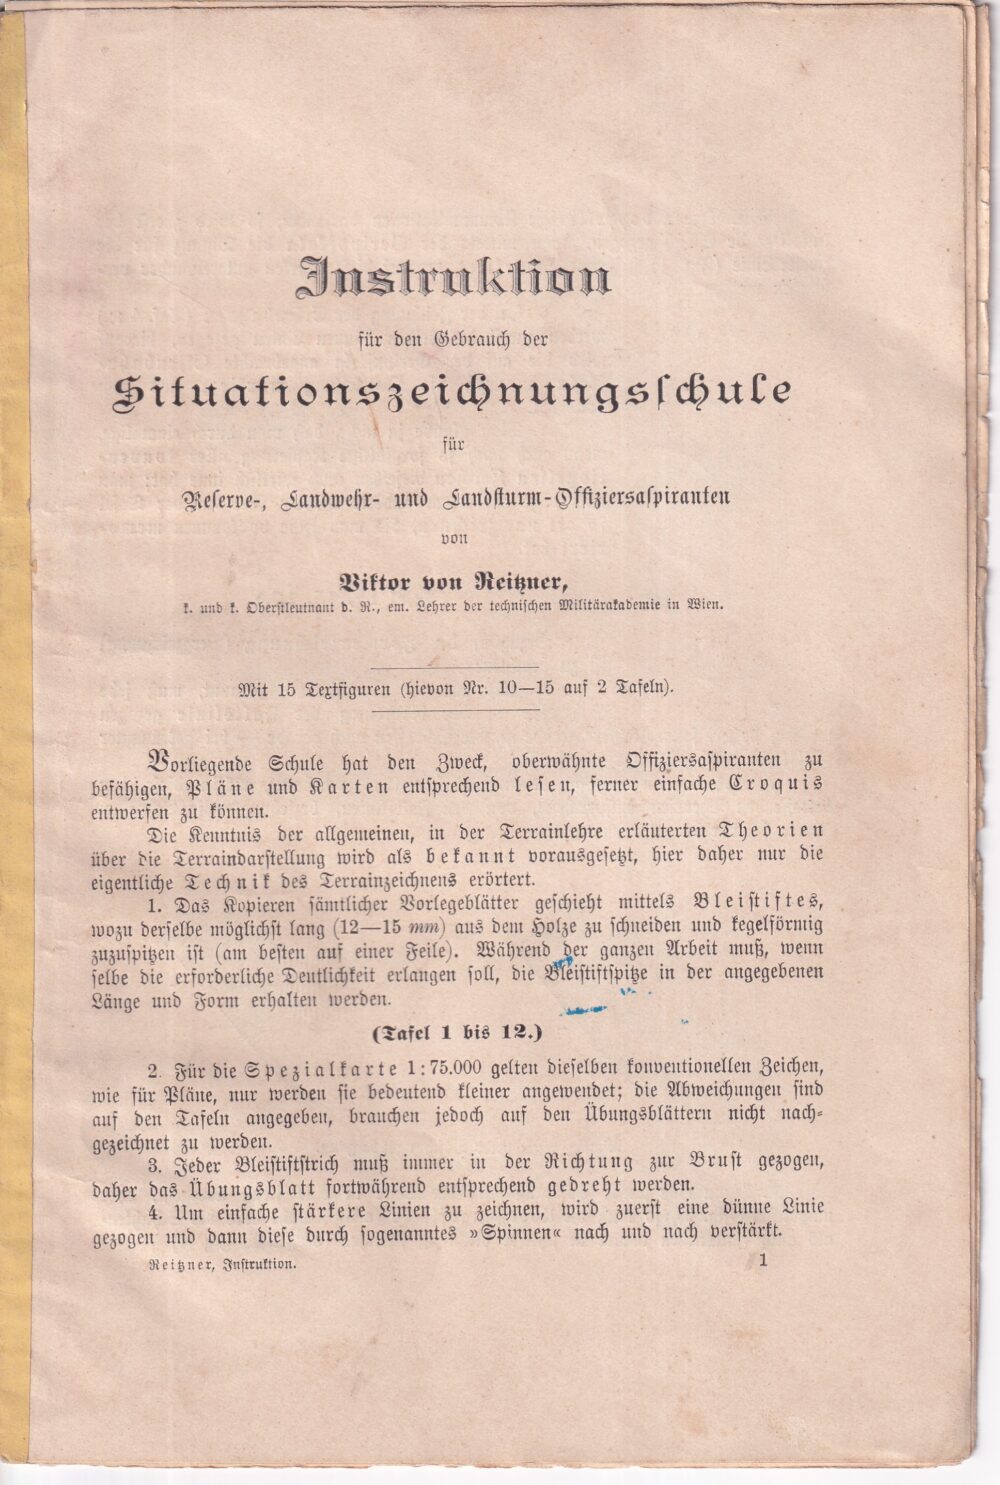 Instruktion
für den Gebrauch der
Situationszeichnungsschule
für
Reserve-, Landwehr- und Landsturm-Offiziersaspiranten
von
Viktor von Reitzner,
k. und k. Oberstleutnant d. R., em. Lehrer der technischen Militärakademie in Wien.
Mit 15 Textfiguren (hievon Nr. 10—15 auf 2 Tafeln).
Vorliegende Schule hat den Zweck, oberwähnte Offiziersaspiranten zu
befähigen, Pläne und Karten entsprechend lesen, ferner einfache Croquis
entwerfen zu können.
Die Kenntnis der allgemeinen, in der Terrainlehre erläuterten Theorien
über die Terraindarstellung wird als bekannt vorausgesetzt, hier daher nur die
eigentliche Technik des Terrainzeichnens erörtert.
1. Das Kopieren sämtlicher Vorlegeblätter geschieht mittels Bleistiftes,
wozu derselbe möglichst lang (12—15 mm) aus dem Holze zu schneiden und kegelförmig
zuzuspitzen ist (am besten auf einer Feile). Während der ganzen Arbeit muß, wenn
selbe die erforderliche Deutlichkeit erlangen soll, die Bleistiftspitze in der angegebenen
Länge und Form erhalten werden.
(Tafel 1 bis 12.)
2. Für die Spezialkarte 1:75.000 gelten dieselben konventionellen Zeichen,
wie für Pläne, nur werden sie bedeutend kleiner angewendet; die Abweichungen sind
auf den Tafeln angegeben, brauchen jedoch auf den Übungsblättern nicht nach-
gezeichnet zu werden.
3. Jeder Bleistiftstrich muß immer in der Richtung zur Brust gezogen,
daher das Übungsblatt fortwährend entsprechend gedreht werden.
4. Um einfache stärkere Linien zu zeichnen, wird zuerst eine dünne Linie
gezogen und dann diese durch sogenanntes »Spinnen« nach und nach verstärkt.
Reitzner, Instruktion. 1